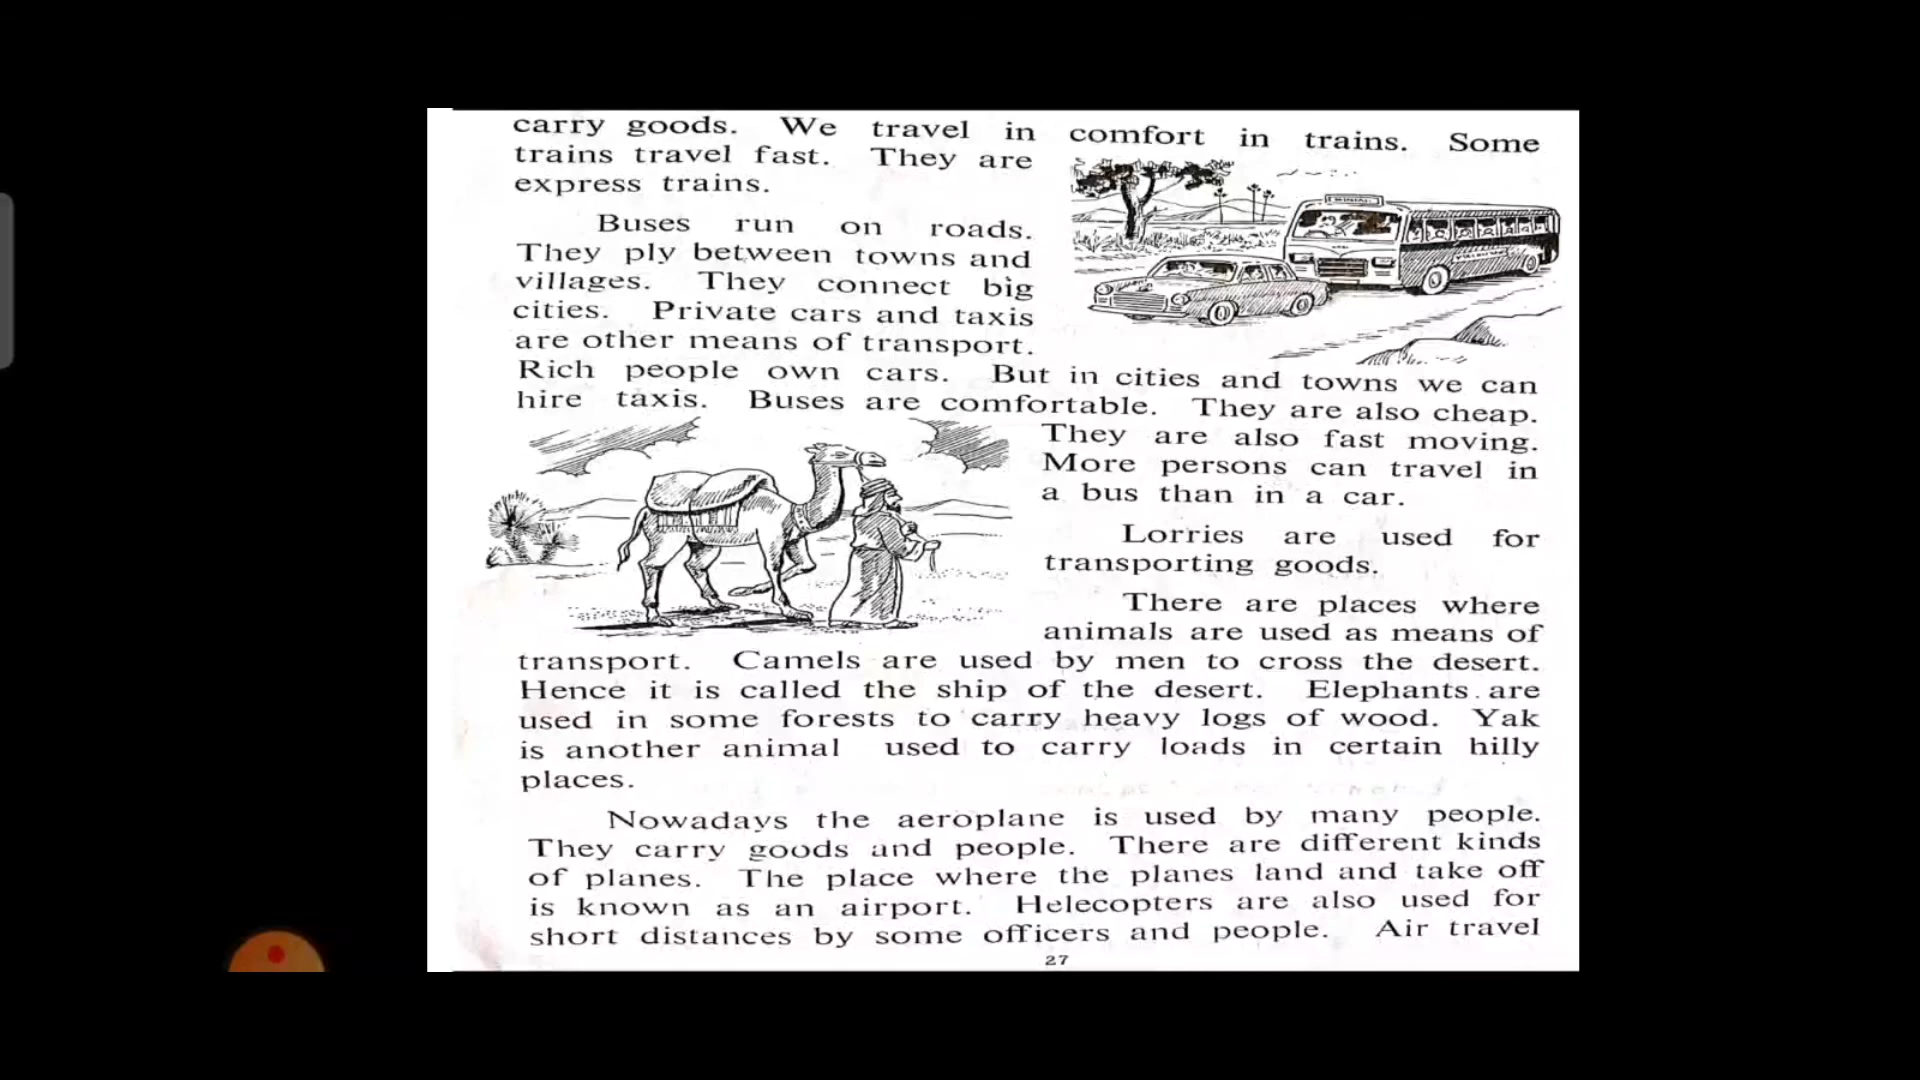 carry goods. We travel in comfort in trains. Some
trains travel fast. They are
express trains.
Buses run on roads.
They ply between towns and
villages. They connect big
cities. Private cars and taxis
are other means of transport.
Rich people own cars. But in cities and towns we can
hire taxis. Buses are comfortable. They are also cheap.
They are also fast moving.
More persons can travel in
a bus than in a car.
Lorries are used for
transporting goods.
There are places where
animals are used as means of
transport. Camels are used by men to cross the desert.
Hence it is called the ship of the desert. Elephants are
used in some forests to carry heavy logs of wood. Yak
is another animal used to carry loads in certain hilly
places.
Nowadays the aeroplane is used by many people.
They carry goods and people. There are different kinds
of planes. The place where the planes land and take off
is known as an airport. Helecopters are also used for
short distances by some officers and people. Air travel
27